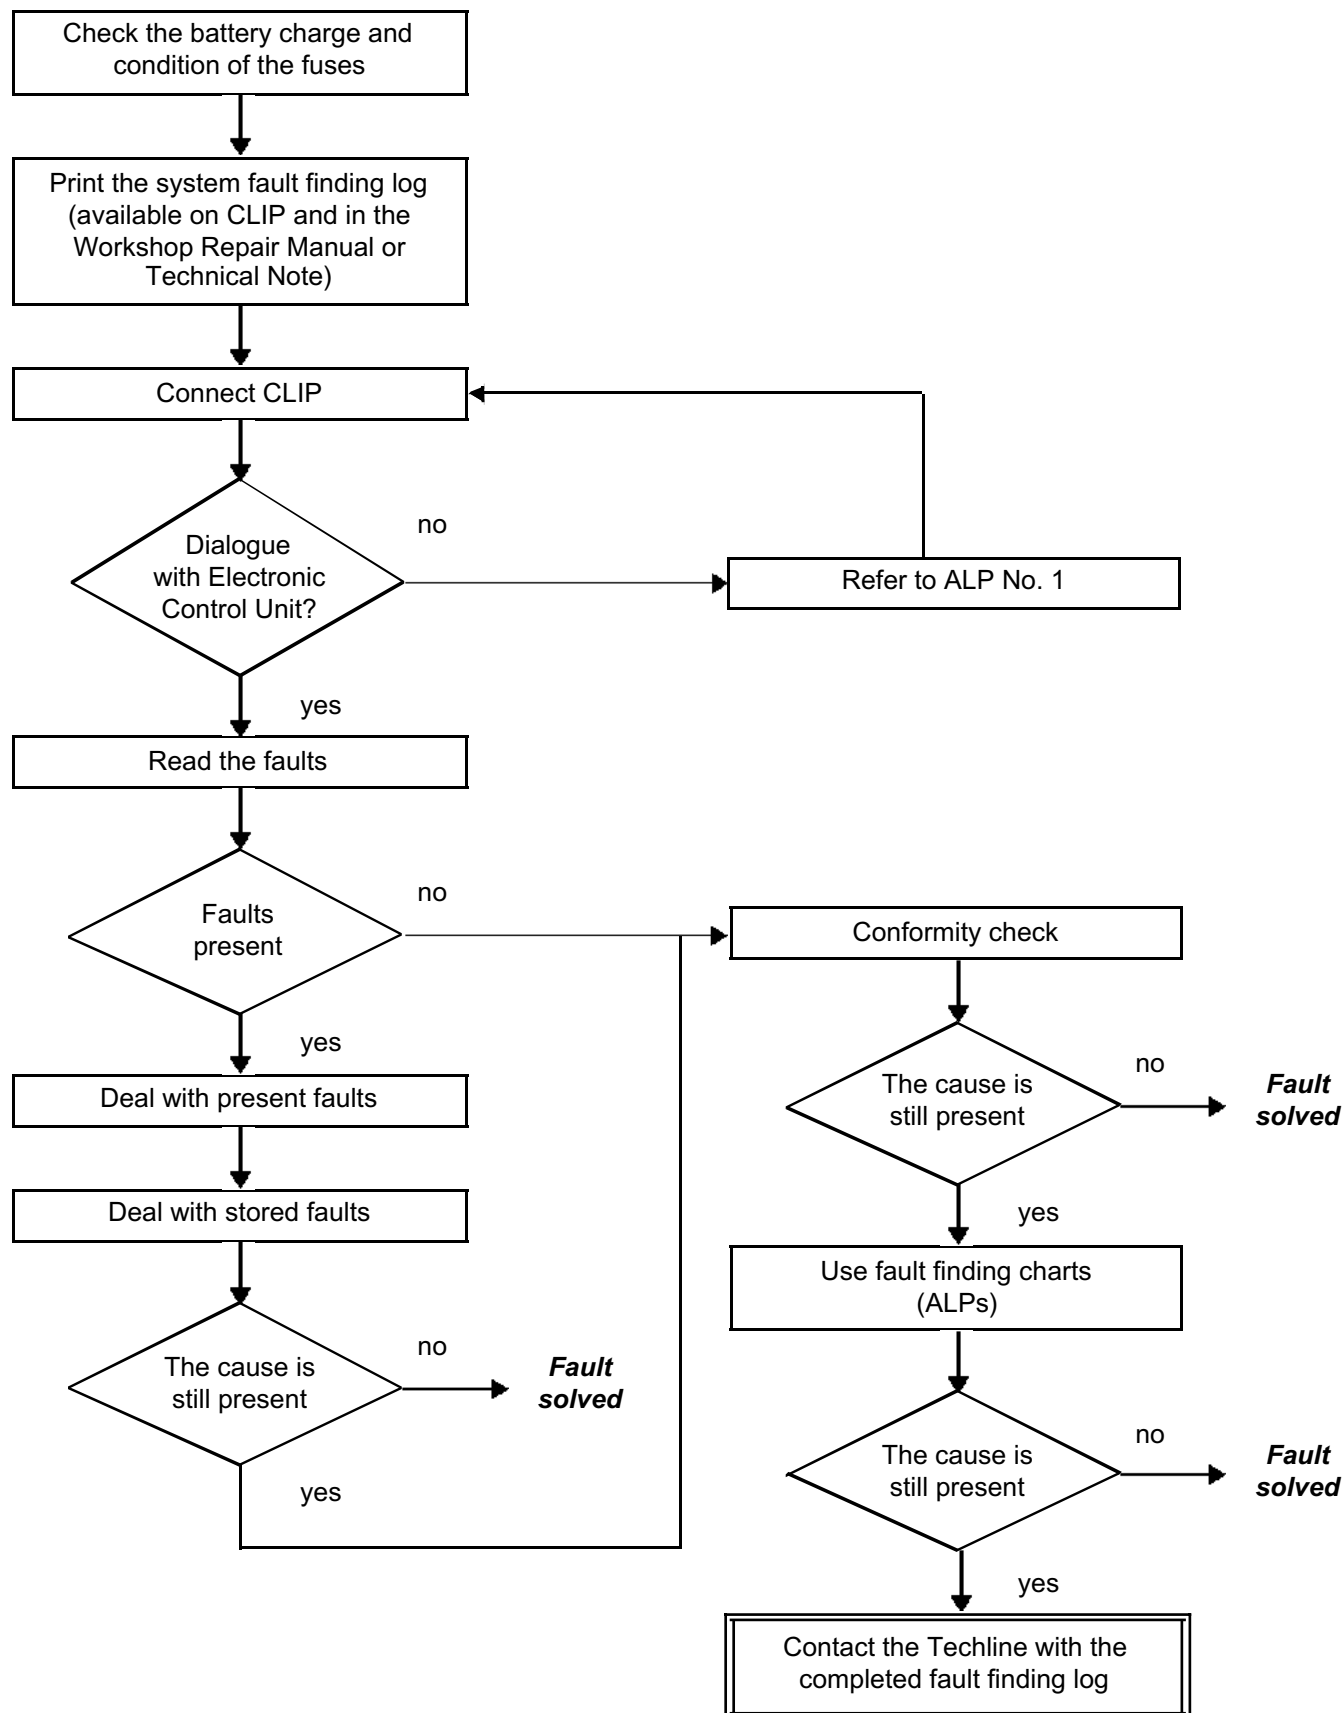 Check the battery charge and
condition of the fuses
Print the system fault finding log
(available on CLIP and in the
Workshop Repair Manual or
Technical Note)
Connect CLIP
Dialogue
with Electronic
Control Unit?
no
Refer to ALP No. 1
yes
Read the faults
Faults
present
no
Conformity check
yes
Deal with present faults
Deal with stored faults
The cause is
still present
no
Fault
solved
yes
The cause is
still present
no
Fault
solved
yes
Use fault finding charts
(ALPs)
The cause is
still present
no
Fault
solved
yes
Contact the Techline with the
completed fault finding log